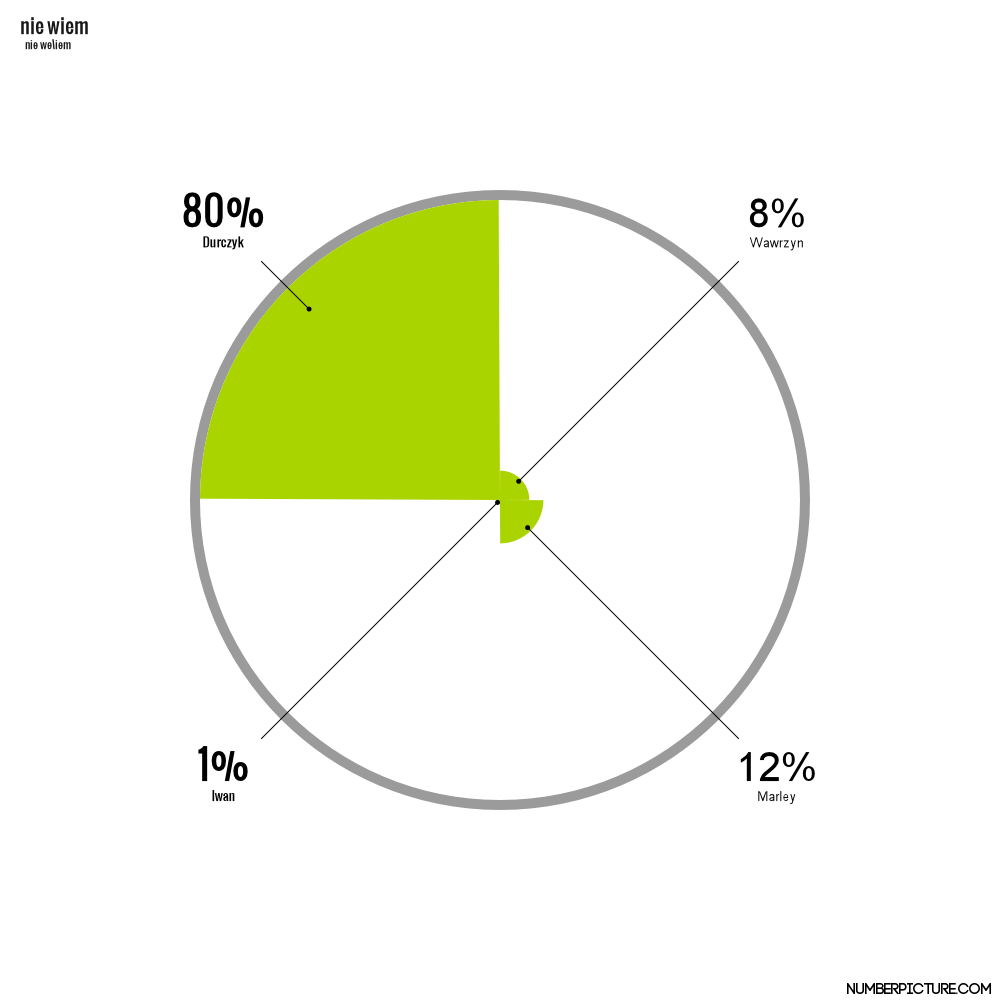 nie wiem
nie weliem
80%
Durczyk
8%
Wawrzyn
1%
Iwan
12%
Marley
NUMBERPICTURE.COM